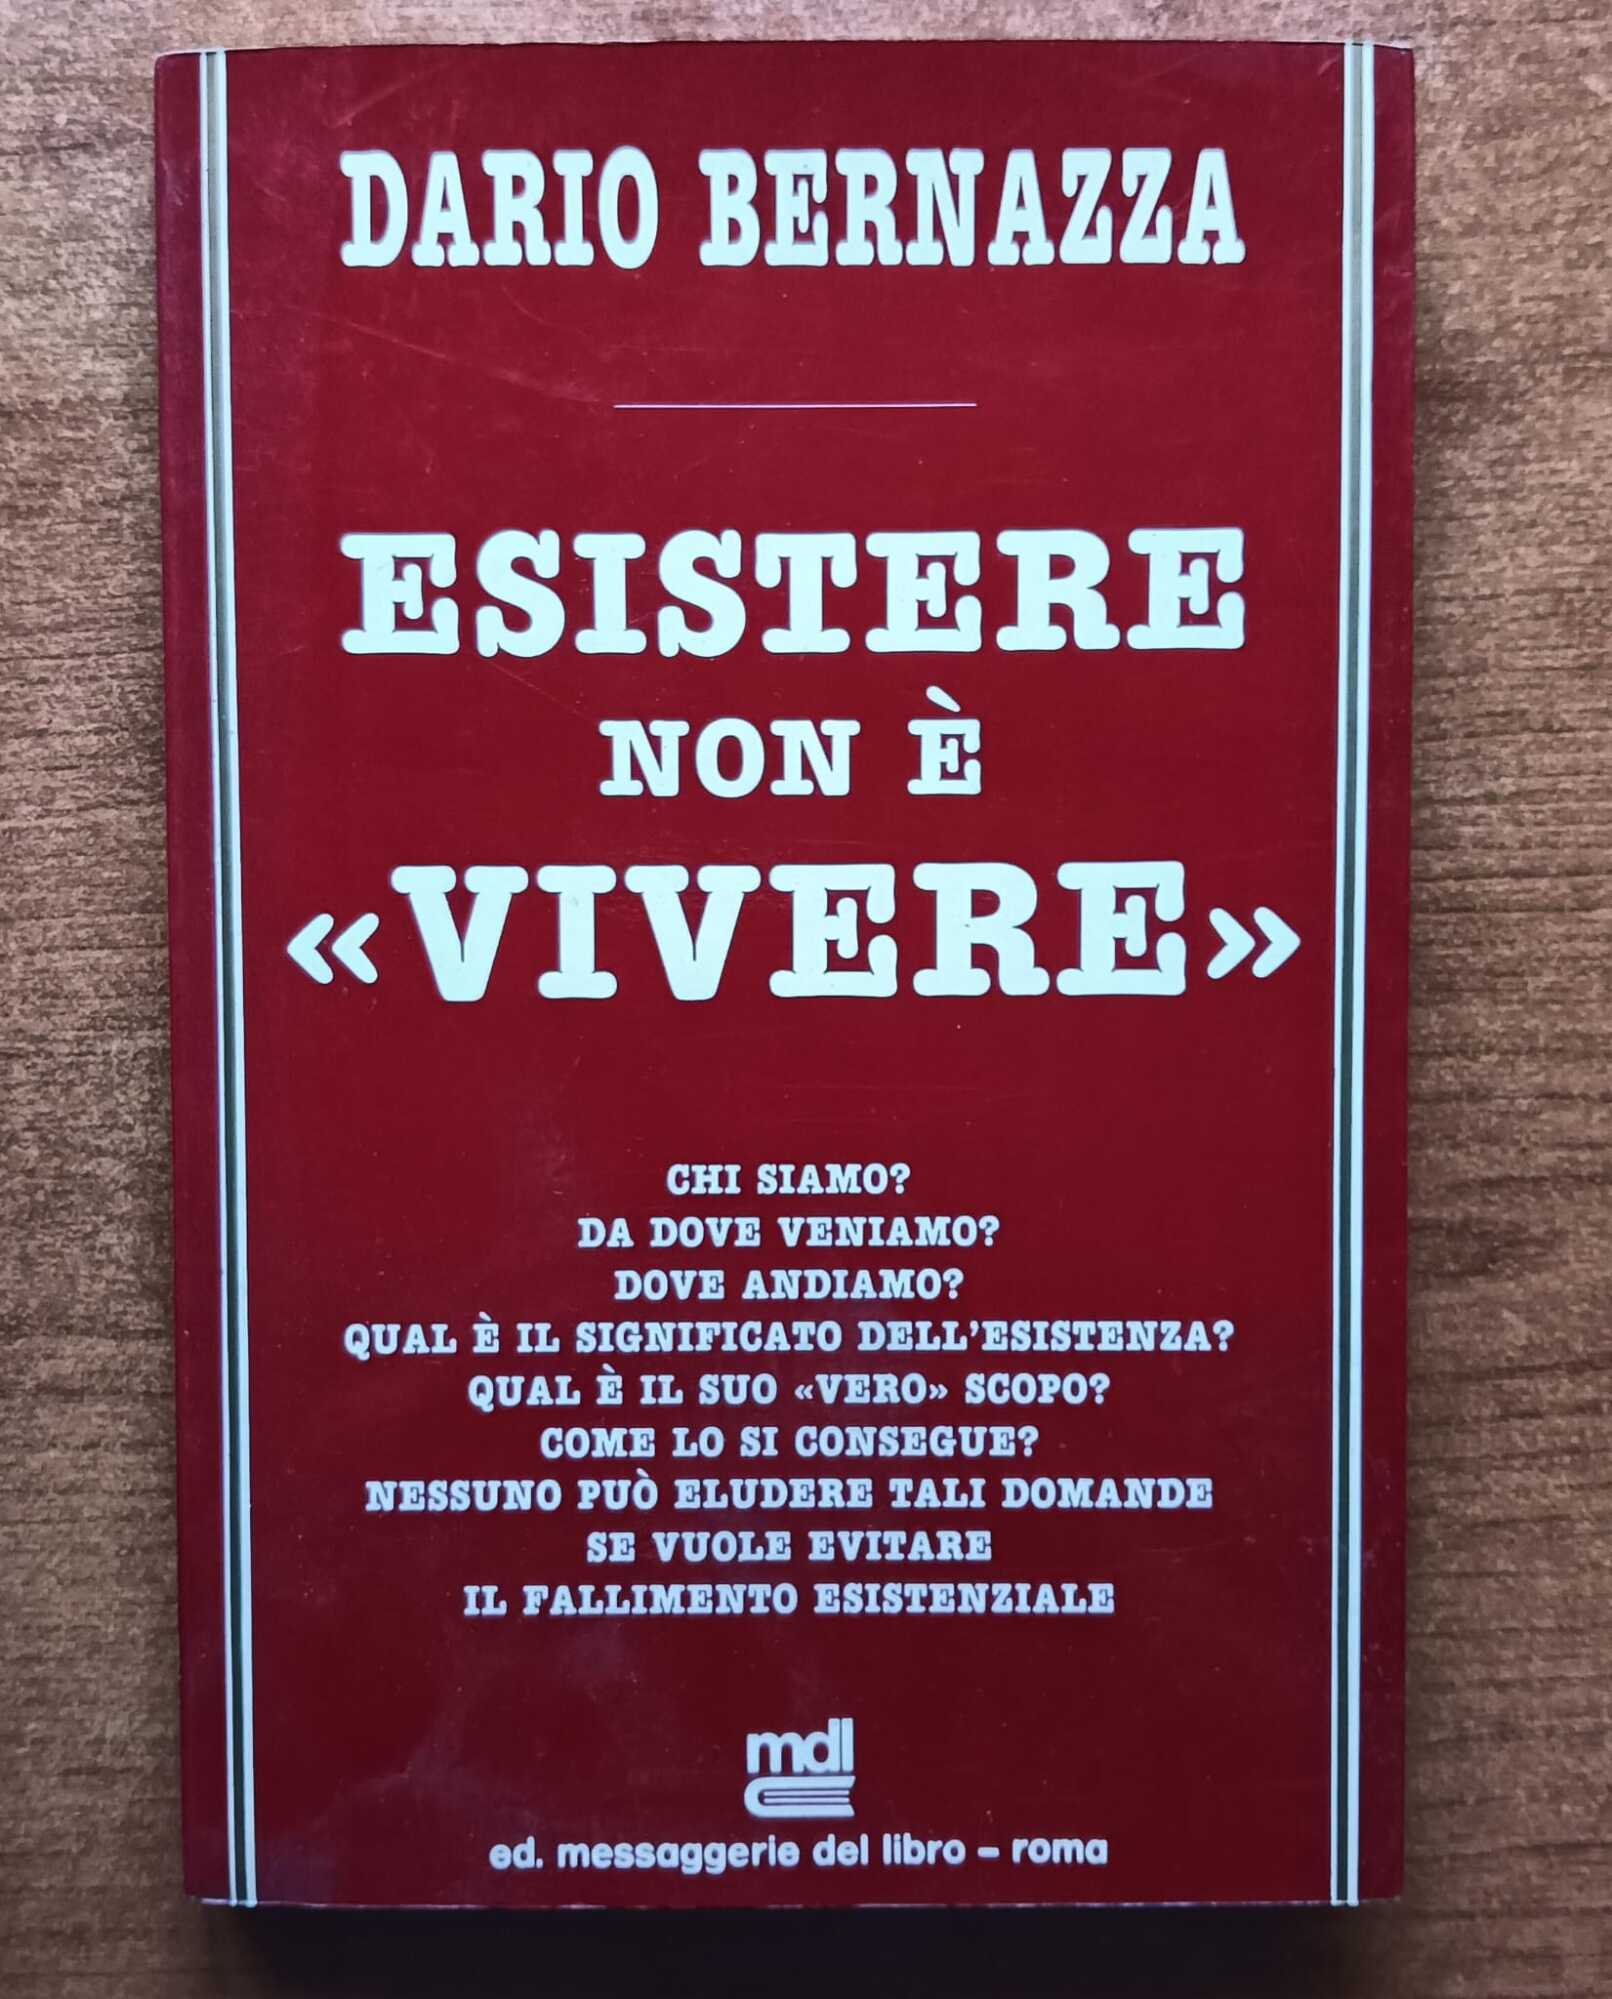 DARIO BERNAZZA
ESISTERE
NON È
«VIVERE»
CHI SIAMO?
DA DOVE VENIAMO?
DOVE ANDIAMO?
QUAL È IL SIGNIFICATO DELL'ESISTENZA?
QUAL È IL SUO «VERO» SCOPO?
COME LO SI CONSEGUE?
NESSUNO PUÒ ELUDERE TALI DOMANDE
SE VUOLE EVITARE
IL FALLIMENTO ESISTENZIALE
mdl
ed. messaggerie del libro – roma